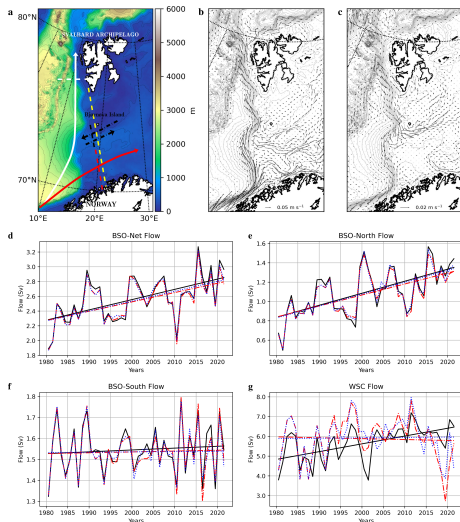 a
b
c
80°N
70°N
10°E
20°E
30°E
SVALBARD ARCHIPELAGO
NORWAY
6000
5000
4000
3000
2000
1000
0
m
0.05 m s⁻¹
0.02 m s⁻¹
d
BSO-Net Flow
Flow (Sv)
3.2
3.0
2.8
2.6
2.4
2.2
2.0
1.8
1980 1985 1990 1995 2000 2005 2010 2015 2020
Years
e
BSO-North Flow
Flow (Sv)
1.6
1.4
1.2
1.0
0.8
0.6
1980 1985 1990 1995 2000 2005 2010 2015 2020
Years
f
BSO-South Flow
Flow (Sv)
1.8
1.7
1.6
1.5
1.4
1.3
1980 1985 1990 1995 2000 2005 2010 2015 2020
Years
g
WSC Flow
Flow (Sv)
8.0
7.0
6.0
5.0
4.0
3.0
1980 1985 1990 1995 2000 2005 2010 2015 2020
Years